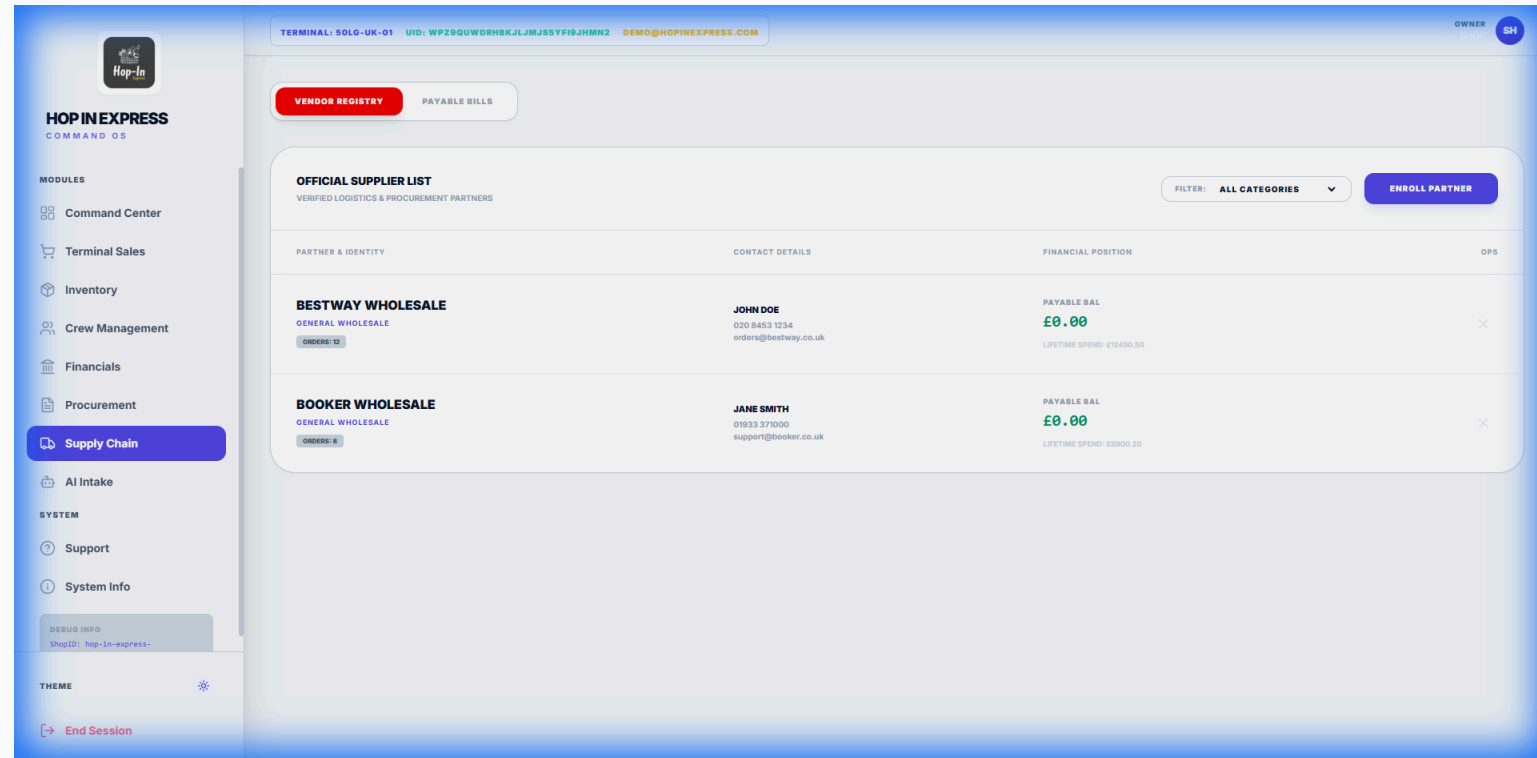 Hop-In
HOP IN EXPRESS
COMMAND OS
MODULES
Command Center
Terminal Sales
Inventory
Crew Management
Financials
Procurement
Supply Chain
AI Intake
SYSTEM
Support
System Info
DEBUG INFO
ShopID: hop-in-express-
THEME
End Session
TERMINAL: 50LG-UK-01 UID: WPZ9QUWDRHBKJLJMJS5YFI9JHMN2 DEMO@HOPINEXPRESS.COM
OWNER
SHOP
SH
VENDOR REGISTRY PAYABLE BILLS
OFFICIAL SUPPLIER LIST
VERIFIED LOGISTICS & PROCUREMENT PARTNERS
FILTER: ALL CATEGORIES
ENROLL PARTNER
PARTNER & IDENTITY CONTACT DETAILS FINANCIAL POSITION OPS
BESTWAY WHOLESALE
GENERAL WHOLESALE
ORDERS: 12
JOHN DOE
020 8453 1234
orders@bestway.co.uk
PAYABLE BAL
£0.00
LIFETIME SPEND: £12450.50
BOOKER WHOLESALE
GENERAL WHOLESALE
ORDERS: 8
JANE SMITH
01933 371000
support@booker.co.uk
PAYABLE BAL
£0.00
LIFETIME SPEND: £8900.20